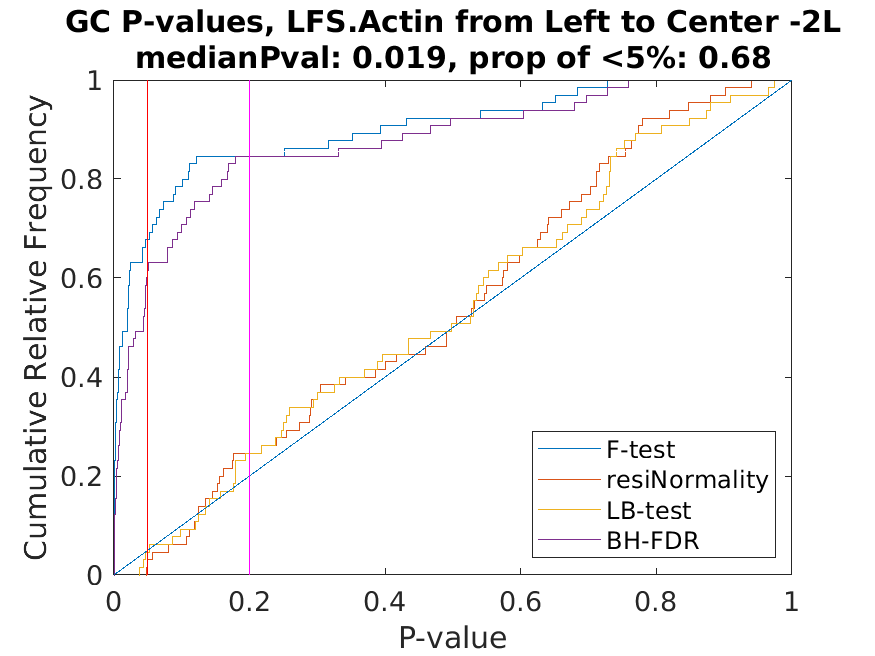 GC P-values, LFS.Actin from Left to Center -2L
medianPval: 0.019, prop of <5%: 0.68
Cumulative Relative Frequency
1
0.8
0.6
0.4
0.2
0
0
0.2
0.4
0.6
0.8
1
P-value
F-test
resiNormality
LB-test
BH-FDR